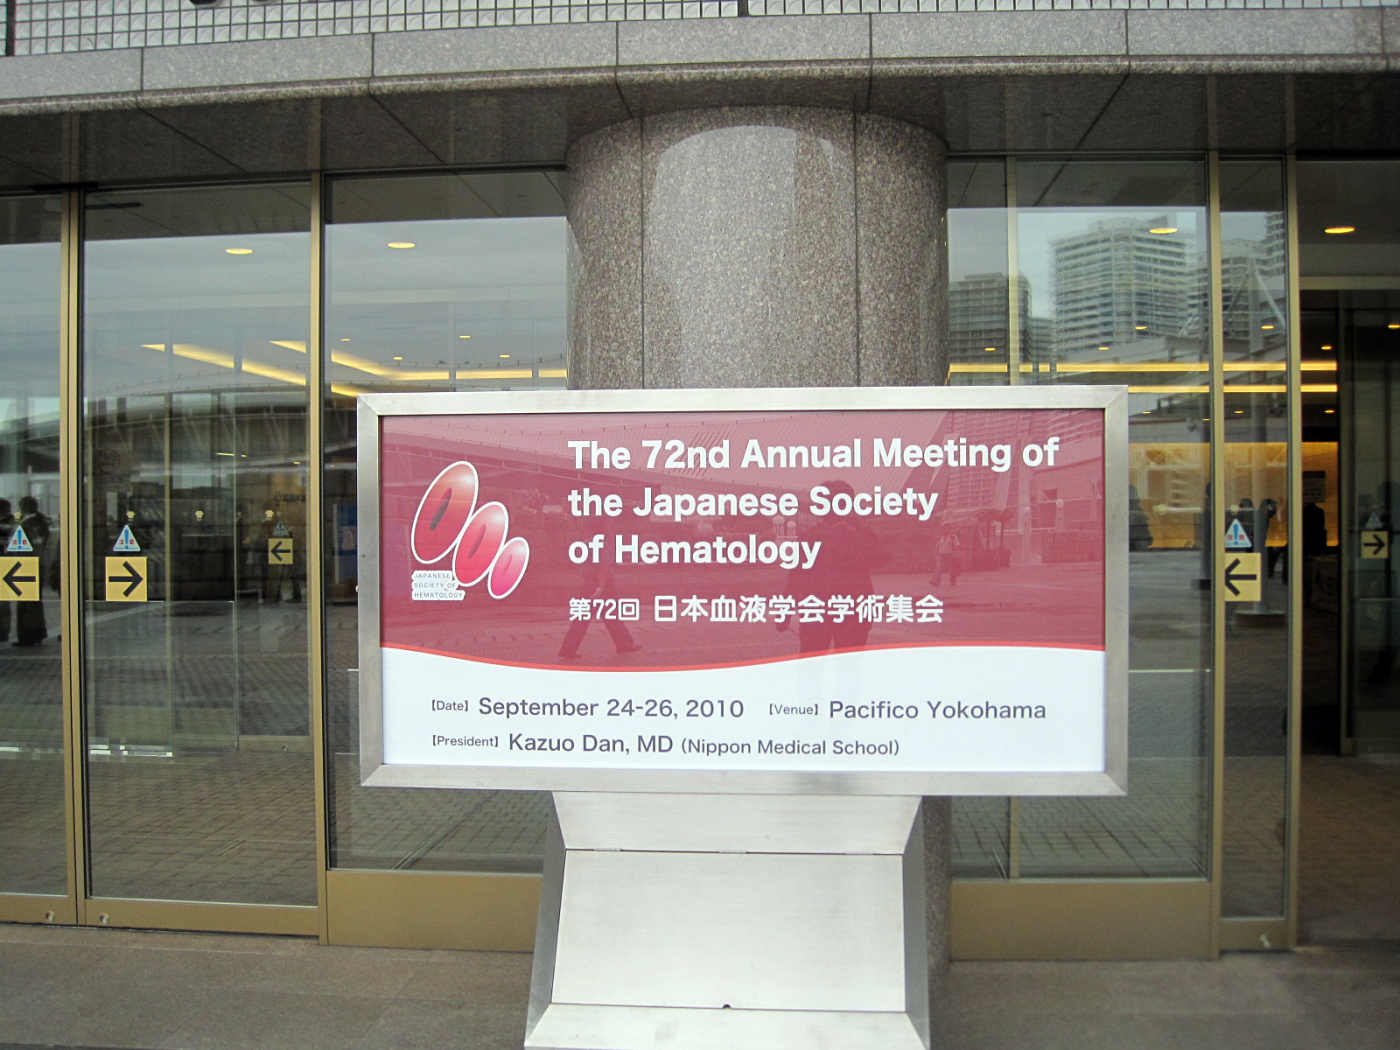 The 72nd Annual Meeting of
the Japanese Society
of Hematology
JAPANESE
SOCIETY OF
HEMATOLOGY
第72回 日本血液学会学術集会
【Date】 September 24-26, 2010 【Venue】 Pacifico Yokohama
【President】 Kazuo Dan, MD (Nippon Medical School)